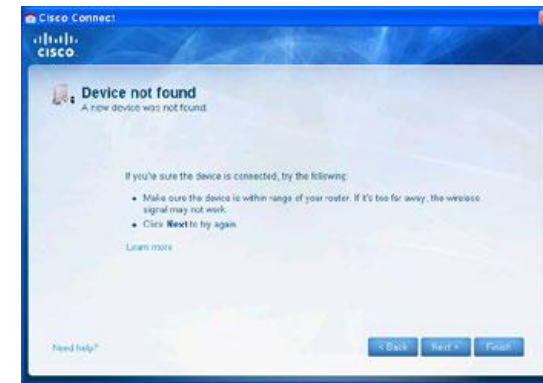 Cisco Connect
CISCO
Device not found
A new device was not found.
If you're sure the device is connected, try the following:
• Make sure the device is within range of your router. If it's too far away, the wireless
signal may not work.
• Click Next to try again.
Learn more
Need help?
< Back
Next >
Finish